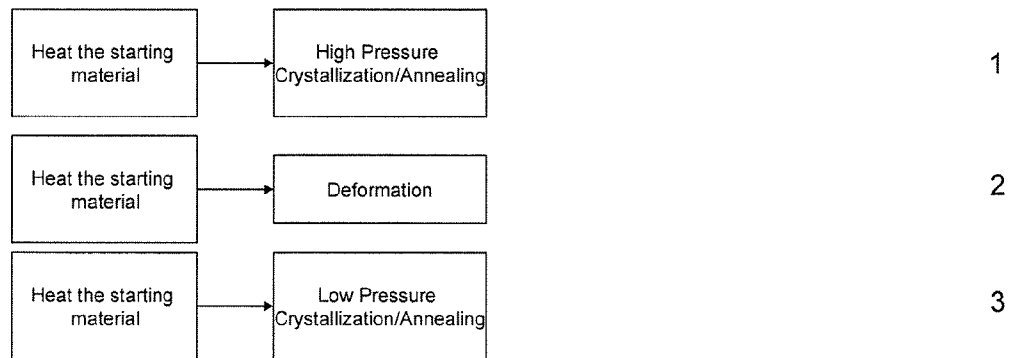 Heat the starting
material
High Pressure
Crystallization/Annealing
1
Heat the starting
material
Deformation
2
Heat the starting
material
Low Pressure
Crystallization/Annealing
3